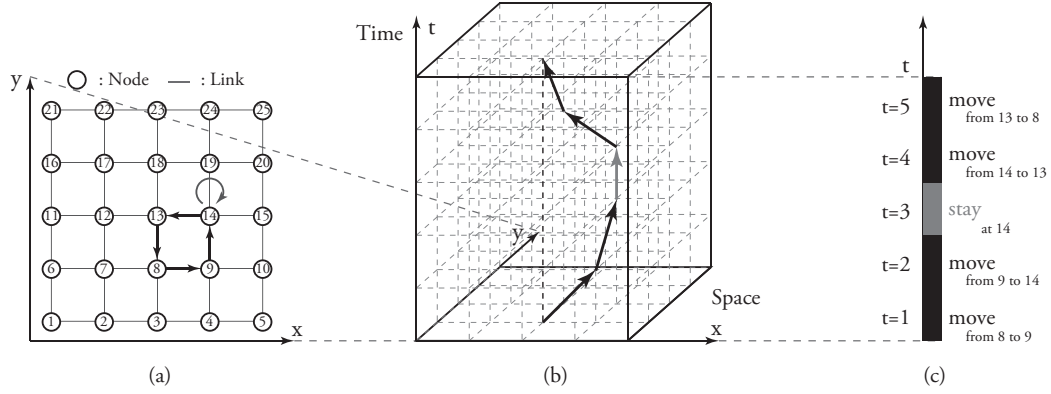 y
: Node : Link
21 22 23 24 25
16 17 18 19 20
11 12 13 14 15
6 7 8 9 10
1 2 3 4 5
x
(a)
Time t
y
Space
x
(b)
t
t=5 move
from 13 to 8
t=4 move
from 14 to 13
t=3 stay
at 14
t=2 move
from 9 to 14
t=1 move
from 8 to 9
(c)